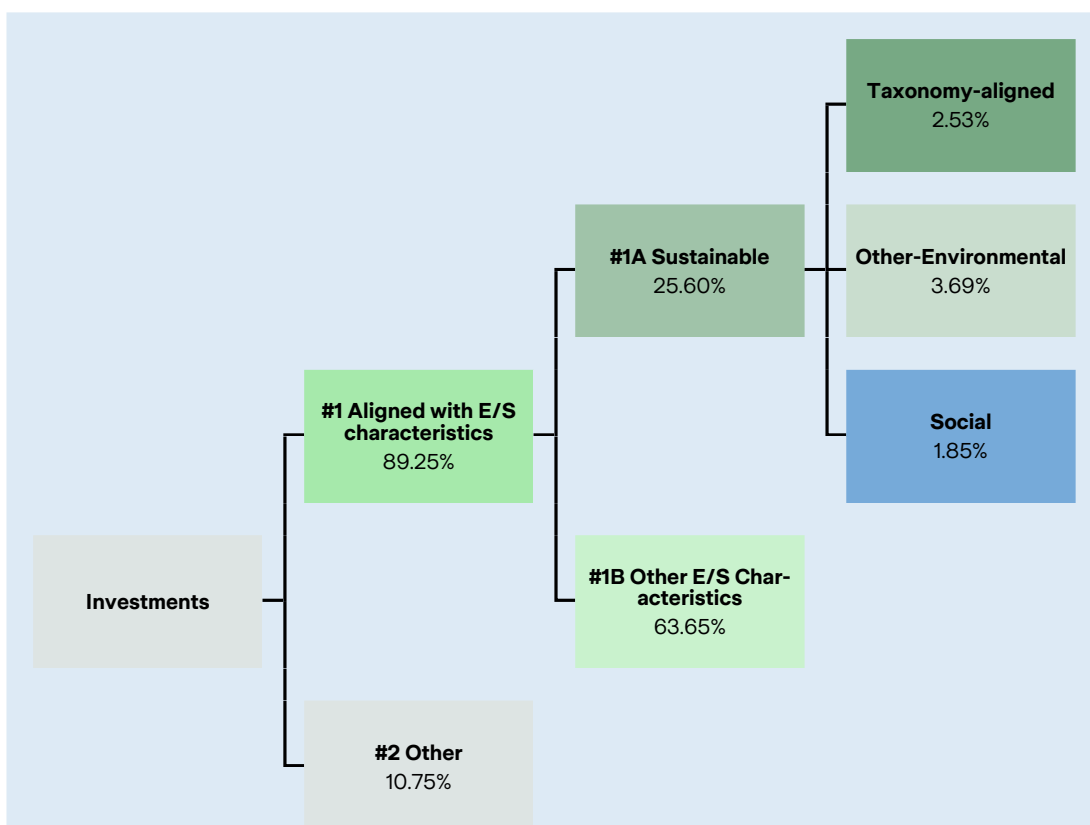 Taxonomy-aligned
2.53%
#1A Sustainable
25.60%
Other-Environmental
3.69%
#1 Aligned with E/S
characteristics
89.25%
Social
1.85%
Investments
#1B Other E/S Char-
acteristics
63.65%
#2 Other
10.75%